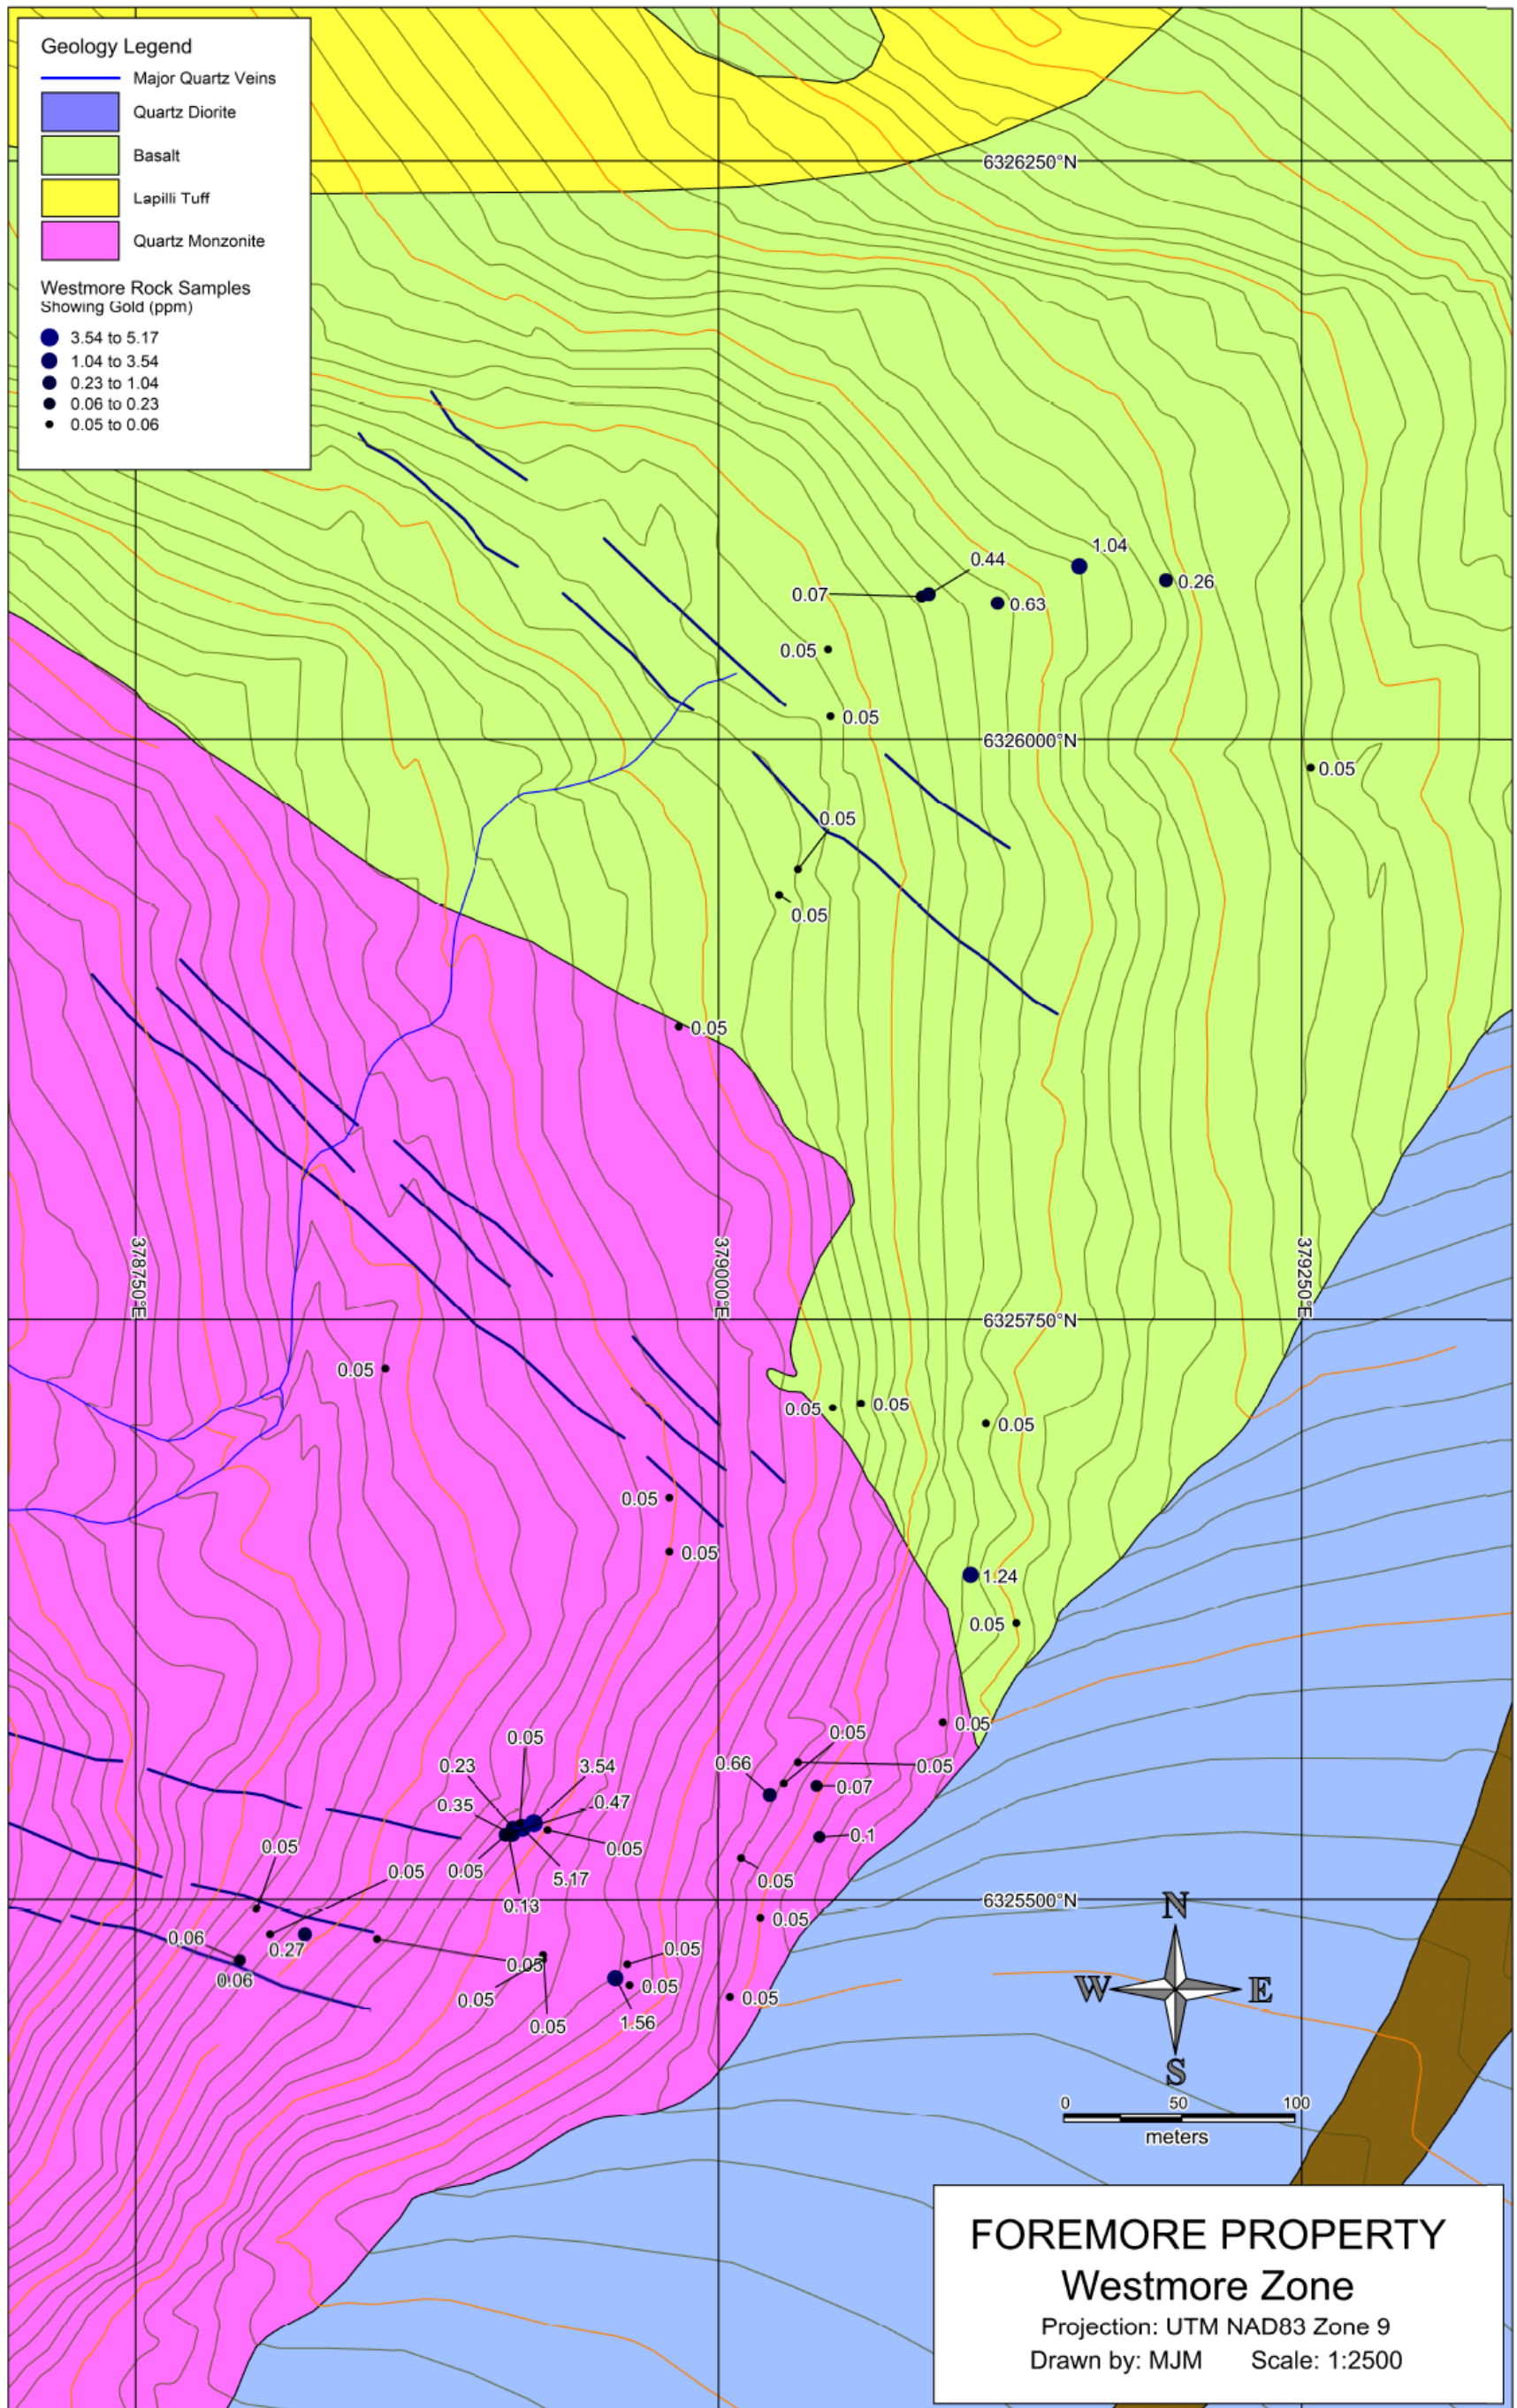 Geology Legend
Major Quartz Veins
Quartz Diorite
Basalt
Lapilli Tuff
Quartz Monzonite
Westmore Rock Samples
Showing Gold (ppm)
3.54 to 5.17
1.04 to 3.54
0.23 to 1.04
0.06 to 0.23
0.05 to 0.06
6326250°N
1.04
0.44
0.26
0.07
0.63
0.05
0.05
6326000°N
0.05
0.05
0.05
0.05
378750°E
379000°E
379250°E
6325750°N
0.05
0.05
0.05
0.05
0.05
0.05
1.24
0.05
0.05
0.05
0.05
0.23
3.54
0.66
0.05
0.07
0.35
0.47
0.1
0.05
0.05
0.05
0.05
5.17
0.05
0.13
6325500°N
0.05
N
0.06
0.27
0.05
0.05
0.06
0.05
0.05
0.05
W
E
0.05
1.56
S
0
50
100
meters
FOREMORE PROPERTY
Westmore Zone
Projection: UTM NAD83 Zone 9
Drawn by: MJM Scale: 1:2500